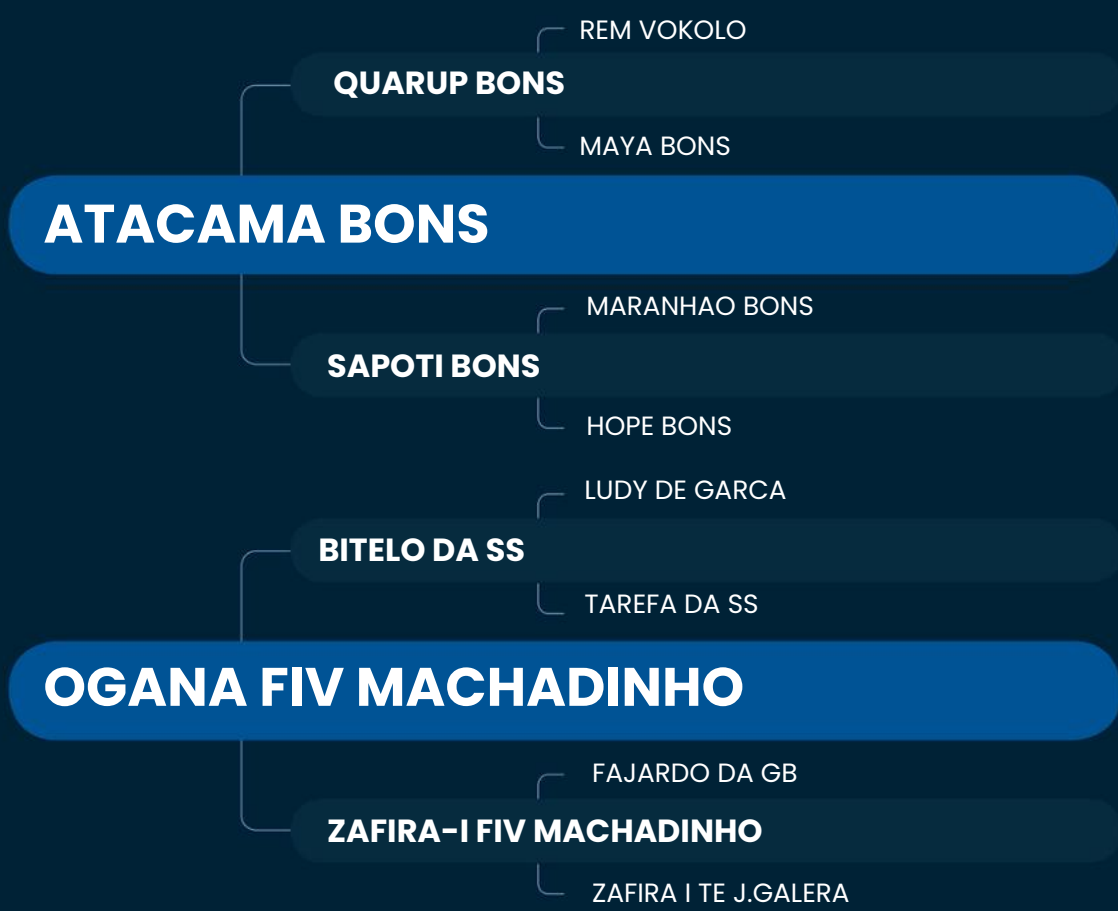 REM VOKOLO
QUARUP BONS
MAYA BONS
ATACAMA BONS
MARANHAO BONS
SAPOTI BONS
HOPE BONS
LUDY DE GARCA
BITELO DA SS
TAREFA DA SS
OGANA FIV MACHADINHO
FAJARDO DA GB
ZAFIRA-I FIV MACHADINHO
ZAFIRA I TE J.GALERA